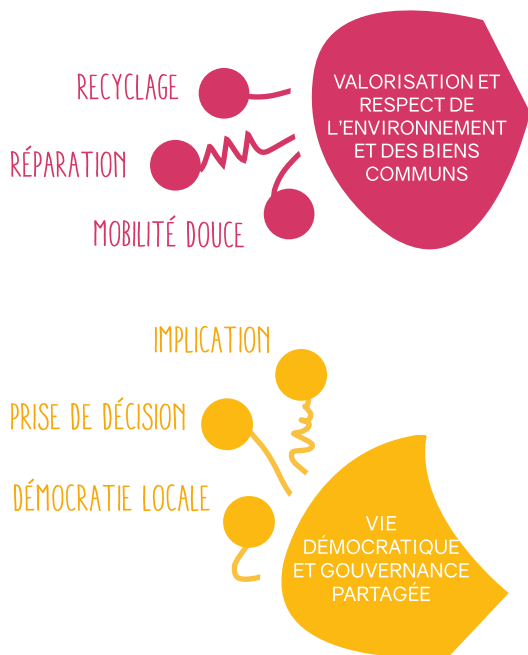 RECYCLAGE
RÉPARATION
MOBILITÉ DOUCE
VALORISATION ET
RESPECT DE
L'ENVIRONNEMENT
ET DES BIENS
COMMUNS
IMPLICATION
PRISE DE DÉCISION
DÉMOCRATIE LOCALE
VIE
DÉMOCRATIQUE
ET GOUVERNANCE
PARTAGÉE